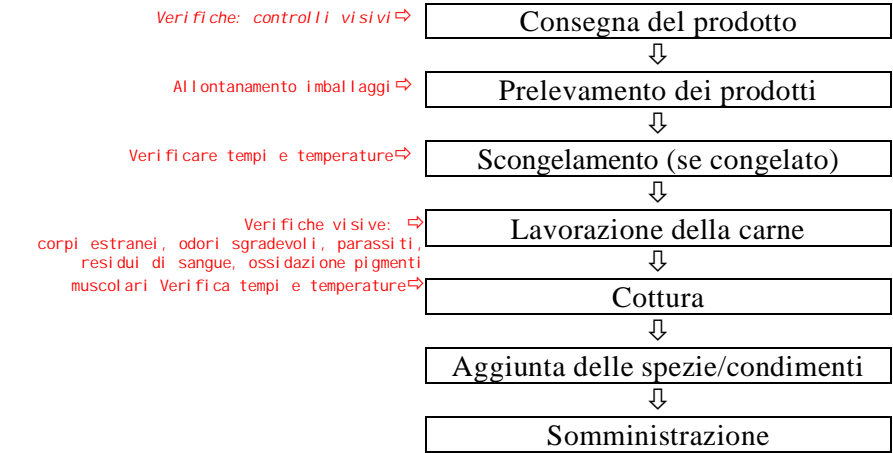 Verifiche: controlli visivi⇨ Consegna del prodotto
⇩
Allontanamento imballaggi⇨ Prelevamento dei prodotti
⇩
Verificare tempi e temperature⇨ Scongelamento (se congelato)
⇩
Verifiche visive: ⇨ Lavorazione della carne
corpi estranei, odori sgradevoli, parassiti,
residui di sangue, ossidazione pigmenti
⇩
muscolari Verifica tempi e temperature⇨ Cottura
⇩
Aggiunta delle spezie/condimenti
⇩
Somministrazione